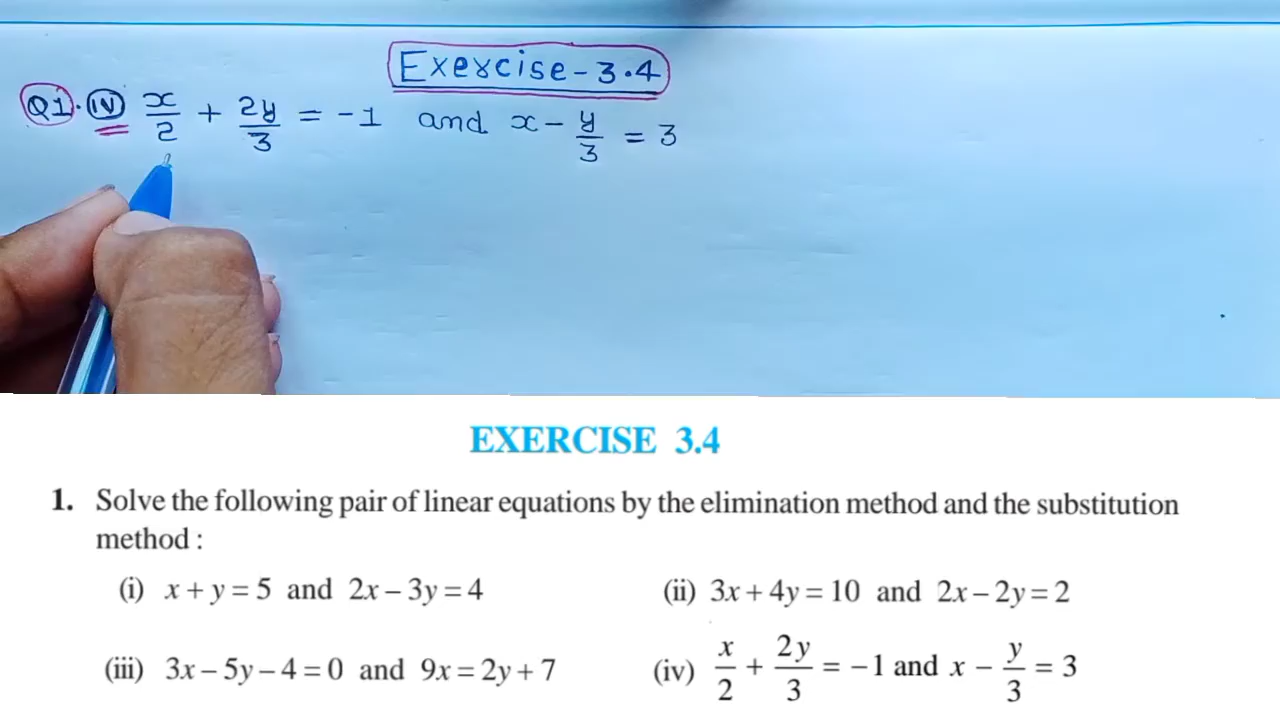 Exercise-3.4
Q1. (iv) x/2 + 2y/3 = -1 and x - y/3 = 3
EXERCISE 3.4
1. Solve the following pair of linear equations by the elimination method and the substitution
method :
(i) x + y = 5 and 2x – 3y = 4
(ii) 3x + 4y = 10 and 2x – 2y = 2
(iii) 3x – 5y – 4 = 0 and 9x = 2y + 7
(iv) x/2 + 2y/3 = −1 and x − y/3 = 3